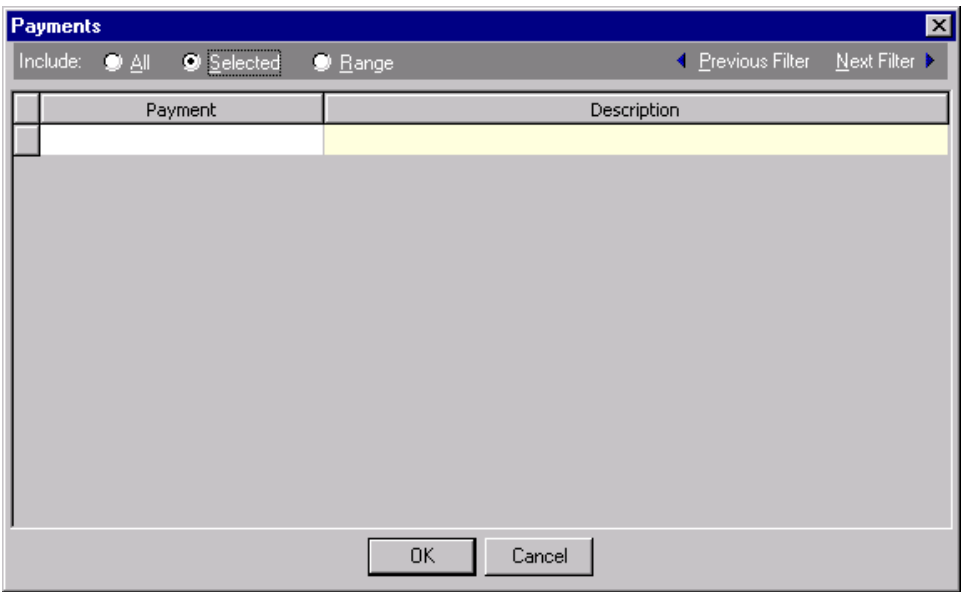 Payments
Include: All Selected Range Previous Filter Next Filter
Payment Description
OK Cancel